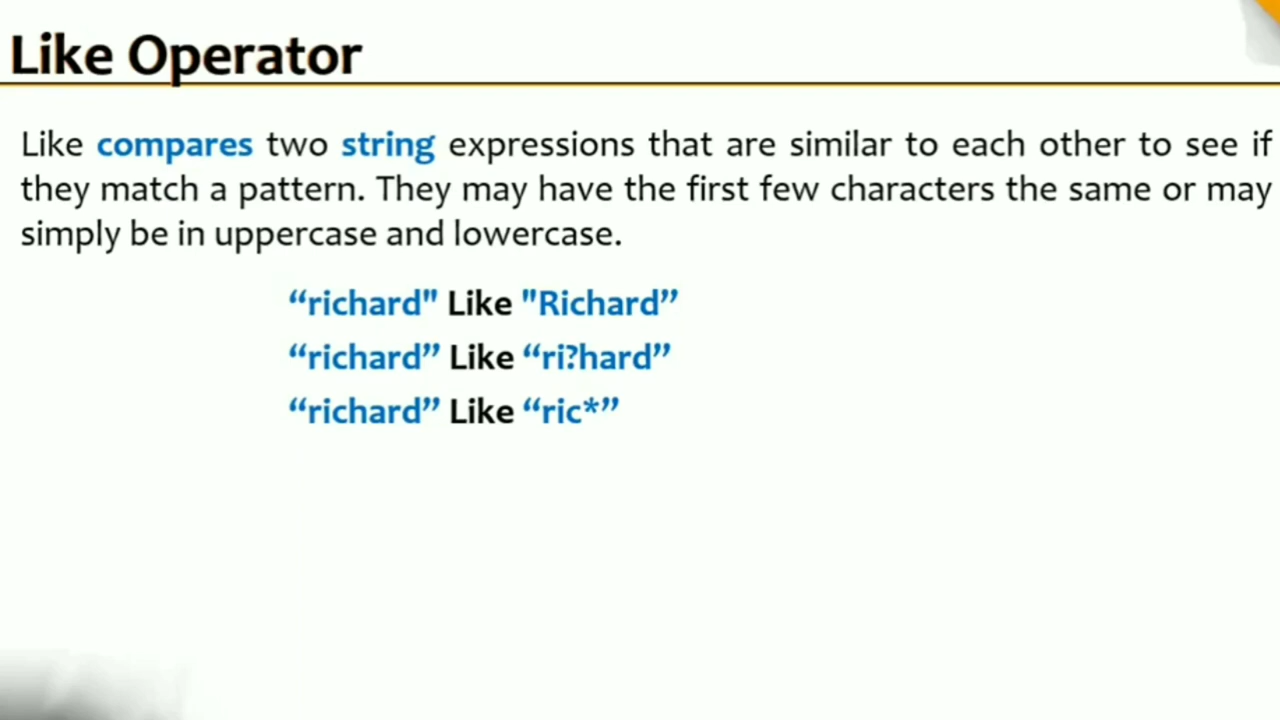 Like Operator
Like compares two string expressions that are similar to each other to see if
they match a pattern. They may have the first few characters the same or may
simply be in uppercase and lowercase.
“richard" Like "Richard”
“richard” Like “ri?hard”
“richard” Like “ric*”